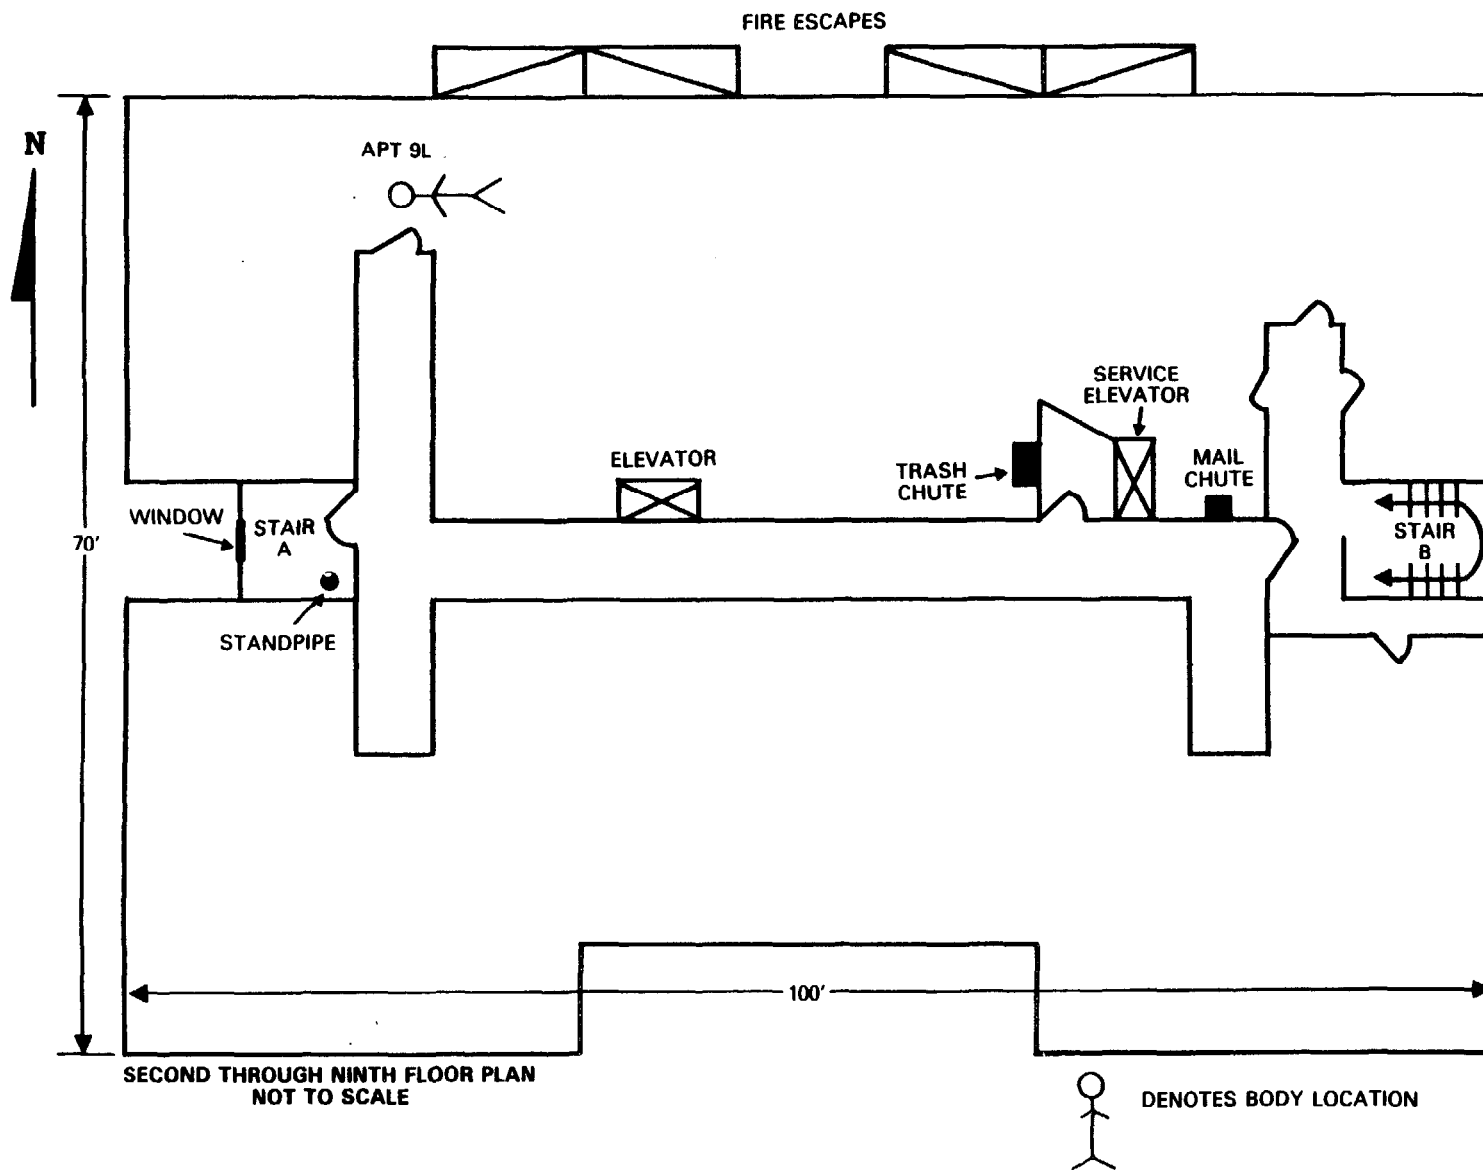 FIRE ESCAPES
N
APT 9L
SERVICE
ELEVATOR
ELEVATOR
TRASH
CHUTE
MAIL
CHUTE
WINDOW
STAIR
A
70'
STAIR
B
STANDPIPE
100'
SECOND THROUGH NINTH FLOOR PLAN
NOT TO SCALE
DENOTES BODY LOCATION